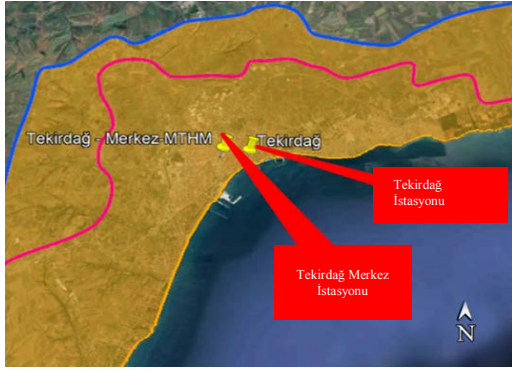 Tekirdağ - Merkez-MTHM
Tekirdağ
Tekirdağ
İstasyonu
Tekirdağ Merkez
İstasyonu
N